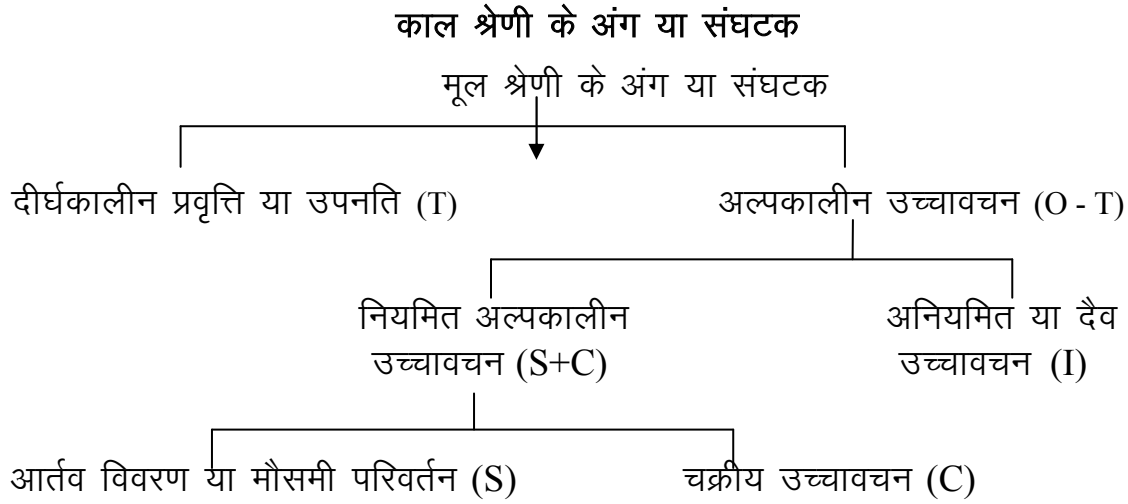 काल श्रेणी के अंग या संघटक
मूल श्रेणी के अंग या संघटक
दीर्घकालीन प्रवृत्ति या उपनति (T)
अल्पकालीन उच्चावचन (O - T)
नियमित अल्पकालीन
उच्चावचन (S+C)
अनियमित या दैव
उच्चावचन (I)
आर्तव विवरण या मौसमी परिवर्तन (S)
चक्रीय उच्चावचन (C)